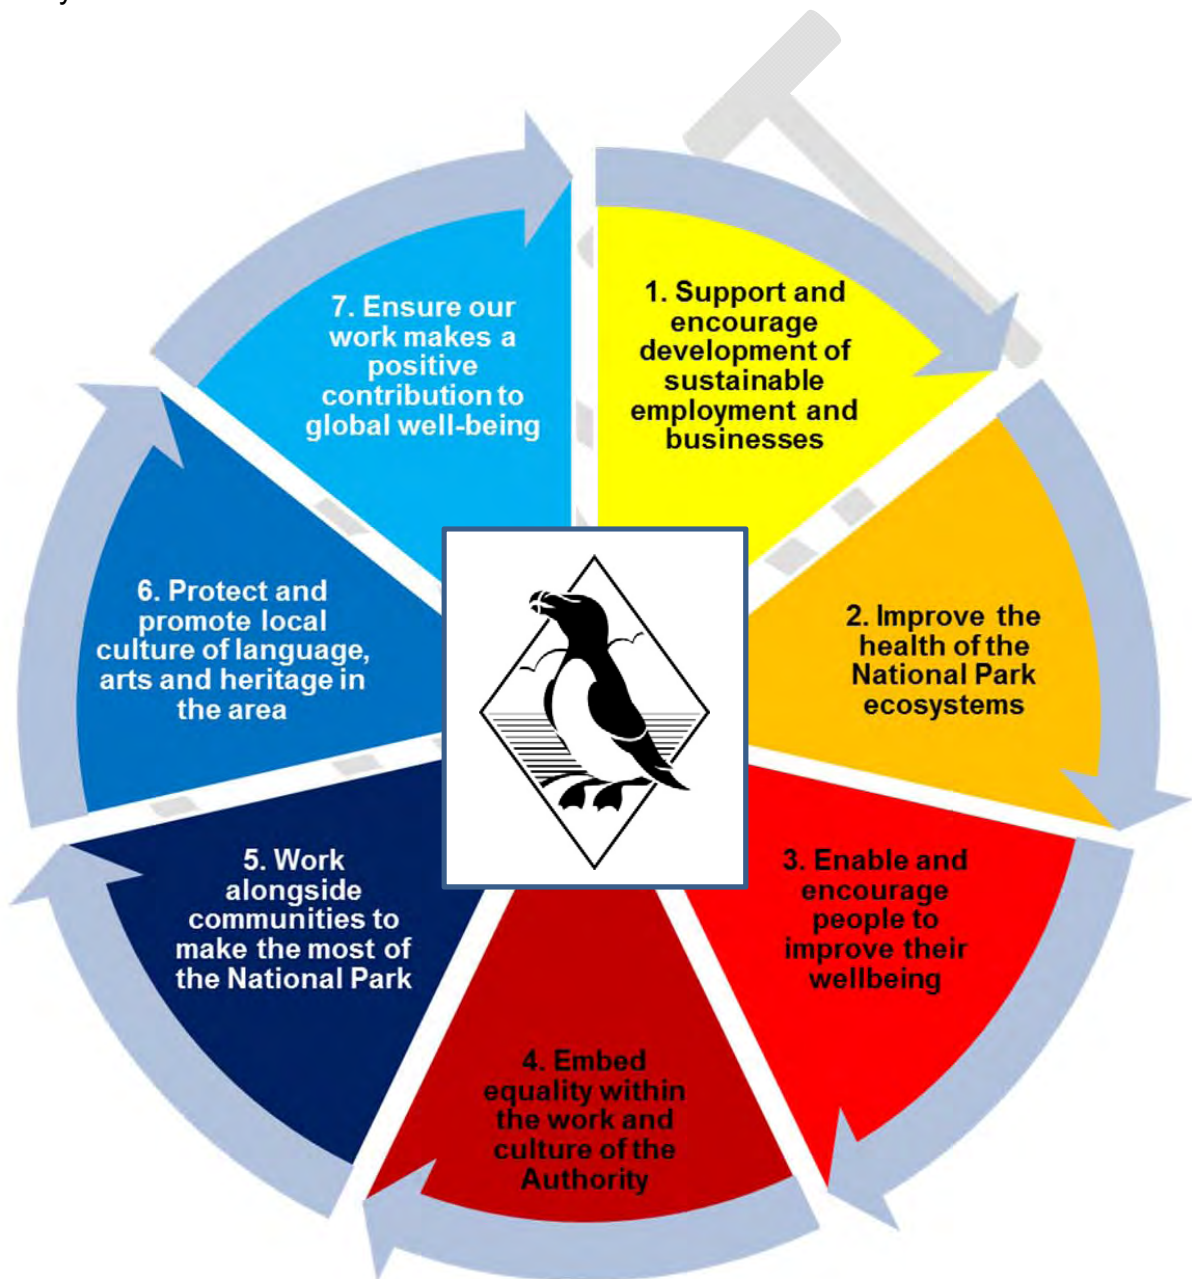 1. Support and
encourage
development of
sustainable
employment and
businesses
2. Improve the
health of the
National Park
ecosystems
3. Enable and
encourage
people to
improve their
wellbeing
4. Embed
equality within
the work and
culture of the
Authority
5. Work
alongside
communities to
make the most of
the National Park
6. Protect and
promote local
culture of language,
arts and heritage in
the area
7. Ensure our
work makes a
positive
contribution to
global well-being